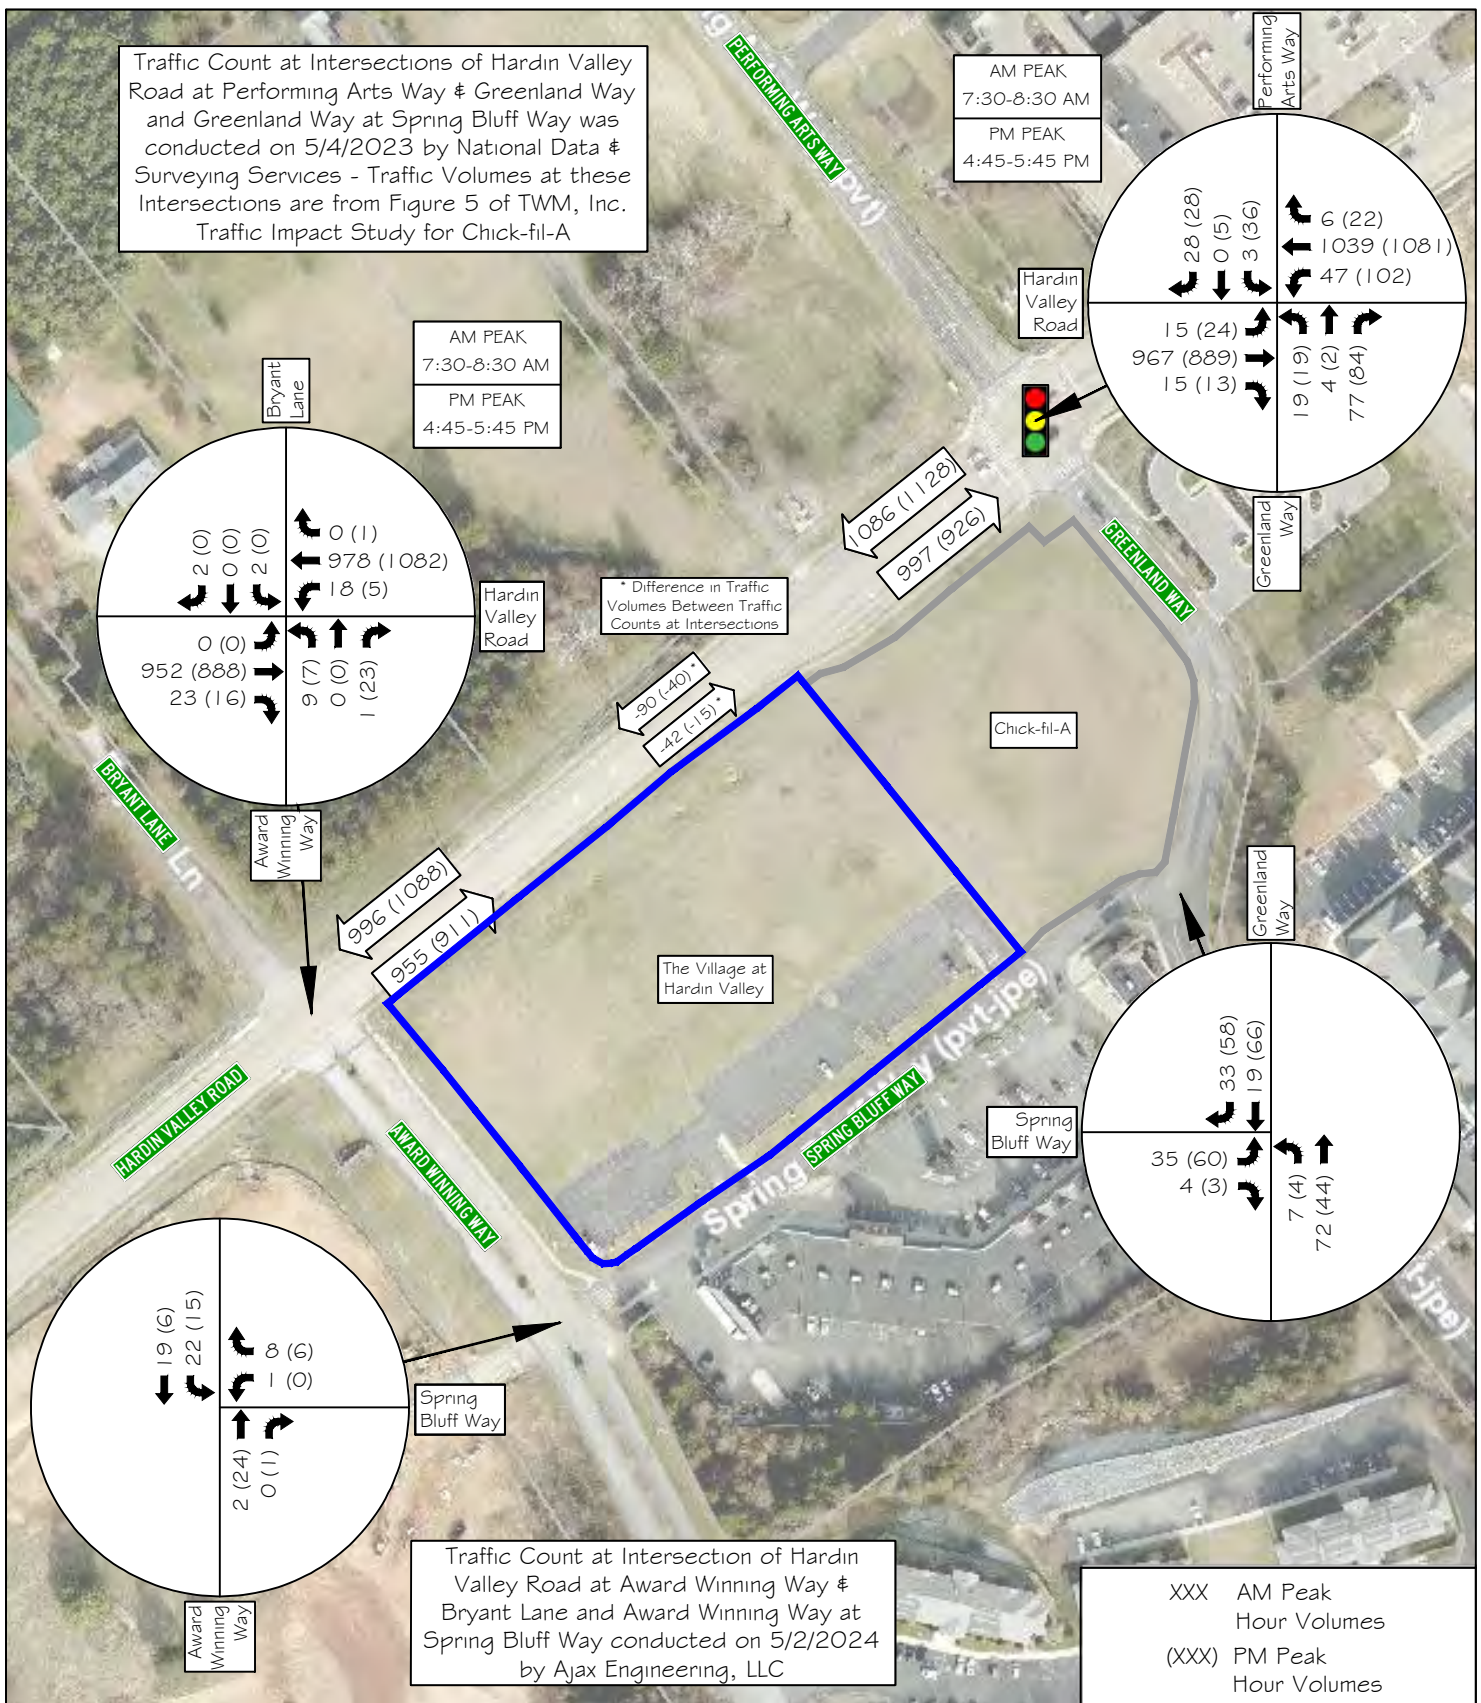 Traffic Count at Intersections of Hardin Valley
Road at Performing Arts Way & Greenland Way
and Greenland Way at Spring Bluff Way was
conducted on 5/4/2023 by National Data &
Surveying Services - Traffic Volumes at these
Intersections are from Figure 5 of TWM, Inc.
Traffic Impact Study for Chick-fil-A
PERFORMING ARTS WAY
pvt)
AM PEAK
7:30-8:30 AM
PM PEAK
4:45-5:45 PM
Performing
Arts Way
28 (28)
0 (5)
3 (36)
6 (22)
1039 (1081)
47 (102)
Hardin
Valley
Road
15 (24)
967 (889)
15 (13)
19 (19)
4 (2)
77 (84)
Greenland
Way
AM PEAK
7:30-8:30 AM
PM PEAK
4:45-5:45 PM
Bryant
Lane
2 (0)
0 (0)
2 (0)
0 (1)
978 (1082)
18 (5)
Hardin
Valley
Road
0 (0)
952 (888)
23 (16)
9 (7)
0 (0)
1 (23)
Award
Winning
Way
1086 (1128)
997 (926)
GREENLAND WAY
* Difference in Traffic
Volumes Between Traffic
Counts at Intersections
-90 (-40) *
-42 (-15) *
Chick-fil-A
BRYANT LANE
Ln
996 (1088)
955 (911)
The Village at
Hardin Valley
Greenland
Way
33 (58)
19 (66)
Spring
Bluff Way
35 (60)
4 (3)
7 (4)
72 (44)
HARDIN VALLEY ROAD
AWARD WINNING WAY
SPRING BLUFF WAY
Spring
(pvt-jpe)
t-jpe)
19 (6)
22 (15)
8 (6)
1 (0)
Spring
Bluff Way
2 (24)
0 (1)
Award
Winning
Way
Traffic Count at Intersection of Hardin
Valley Road at Award Winning Way &
Bryant Lane and Award Winning Way at
Spring Bluff Way conducted on 5/2/2024
by Ajax Engineering, LLC
XXX AM Peak
Hour Volumes
(XXX) PM Peak
Hour Volumes